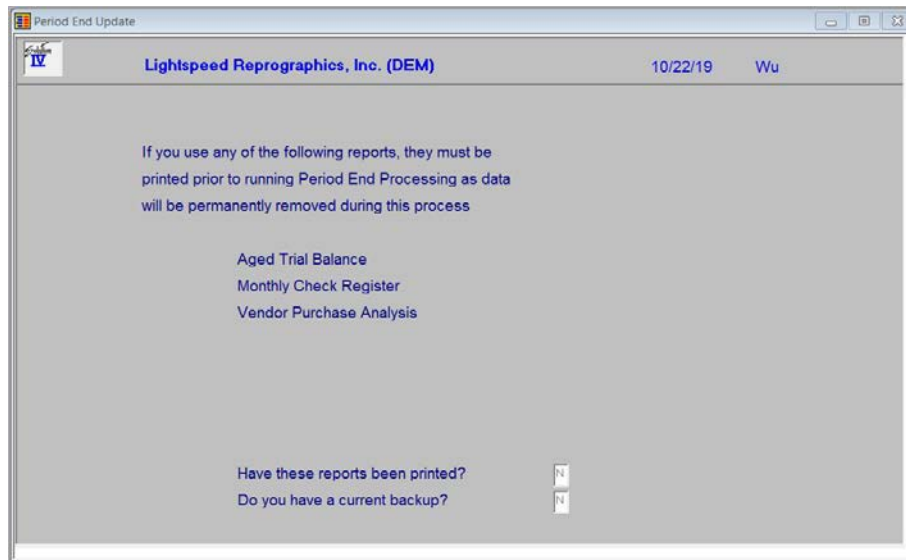 Period End Update
IV
Lightspeed Reprographics, Inc. (DEM) 10/22/19 Wu
If you use any of the following reports, they must be
printed prior to running Period End Processing as data
will be permanently removed during this process
Aged Trial Balance
Monthly Check Register
Vendor Purchase Analysis
Have these reports been printed? N
Do you have a current backup? N